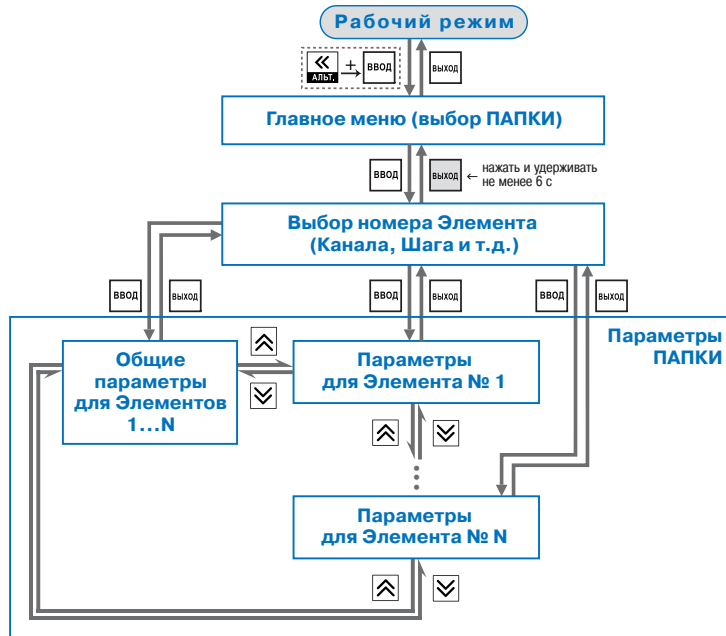 Рабочий режим
«
АЛЬТ.
+
ВВОД
ВЫХОД
Главное меню (выбор ПАПКИ)
ВВОД
ВЫХОД
← нажать и удерживать
не менее 6 с
Выбор номера Элемента
(Канала, Шага и т.д.)
ВВОД
ВЫХОД
ВВОД
ВЫХОД
ВВОД
ВЫХОД
Параметры
ПАПКИ
Общие
параметры
для Элементов
1...N
Параметры
для Элемента № 1
Параметры
для Элемента № N